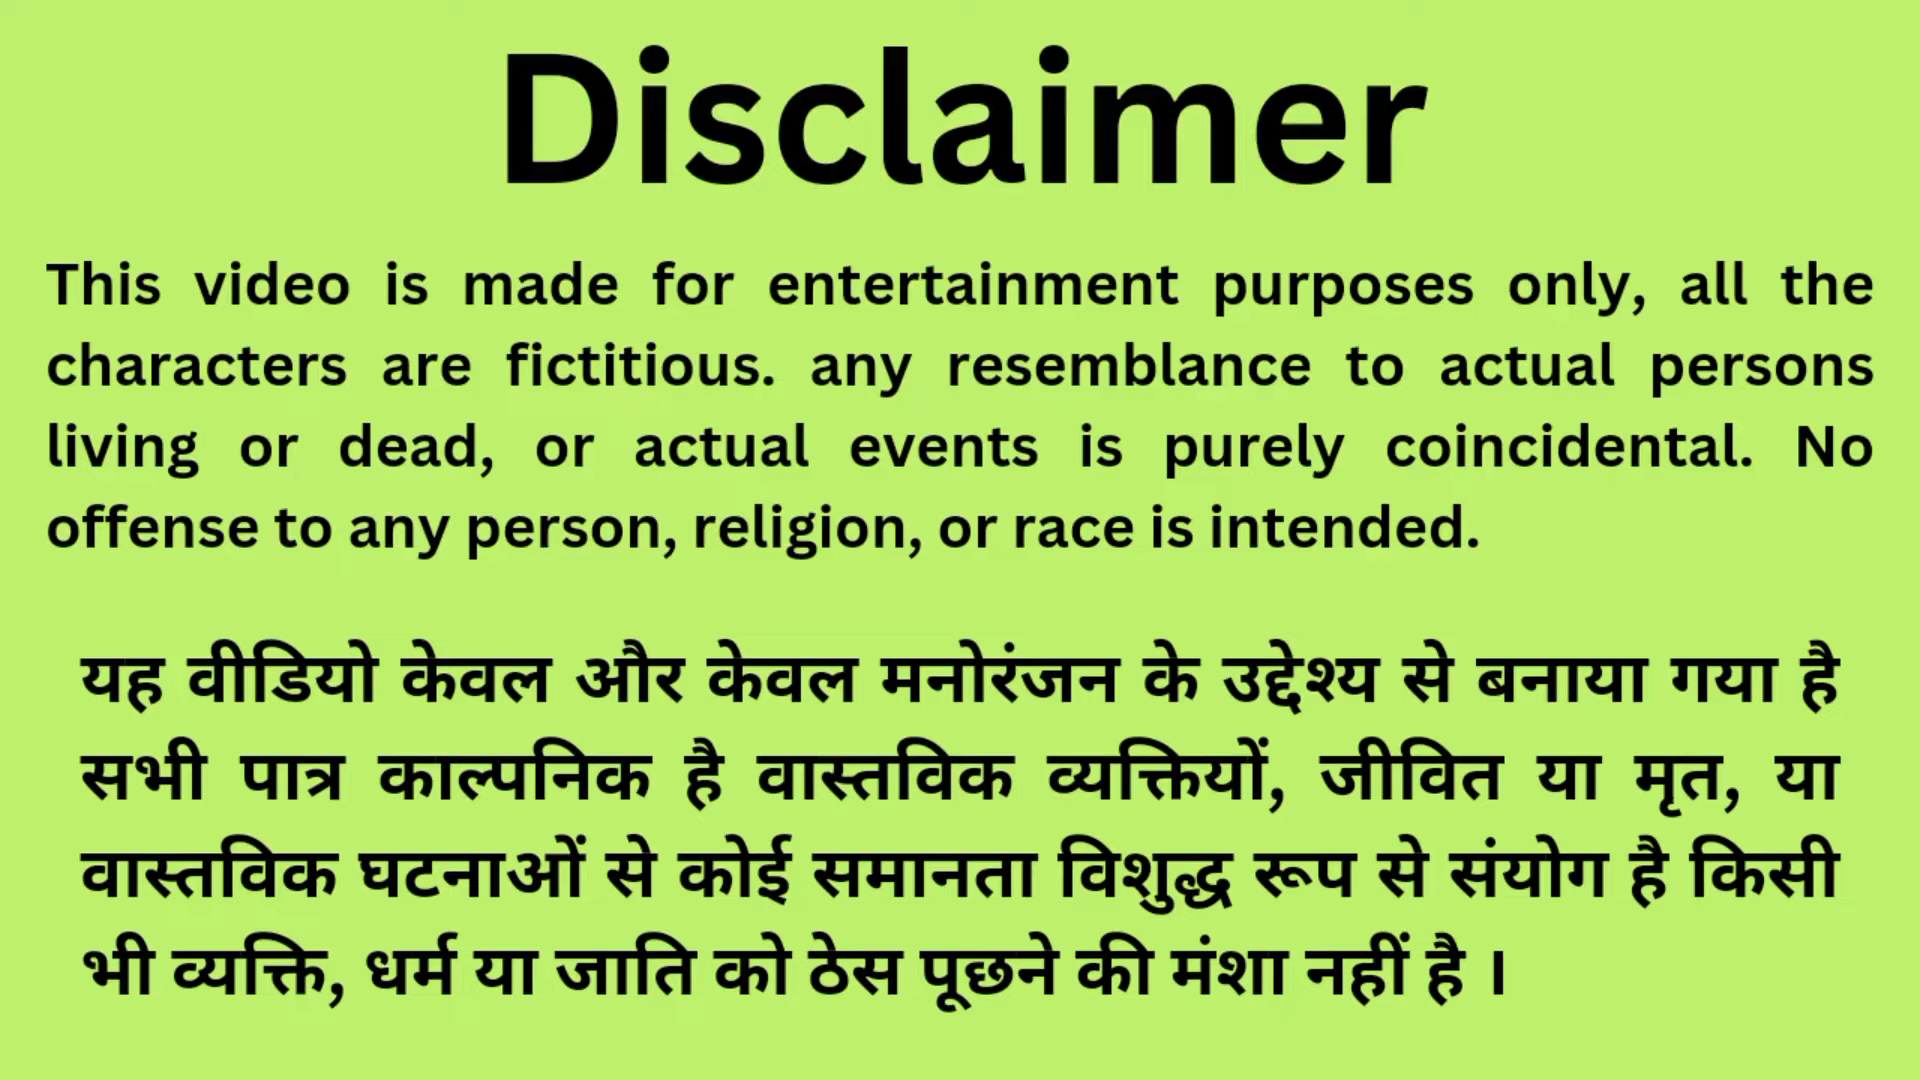 Disclaimer
This video is made for entertainment purposes only, all the
characters are fictitious. any resemblance to actual persons
living or dead, or actual events is purely coincidental. No
offense to any person, religion, or race is intended.
यह वीडियो केवल और केवल मनोरंजन के उद्देश्य से बनाया गया है
सभी पात्र काल्पनिक है वास्तविक व्यक्तियों, जीवित या मृत, या
वास्तविक घटनाओं से कोई समानता विशुद्ध रूप से संयोग है किसी
भी व्यक्ति, धर्म या जाति को ठेस पूछने की मंशा नहीं है ।